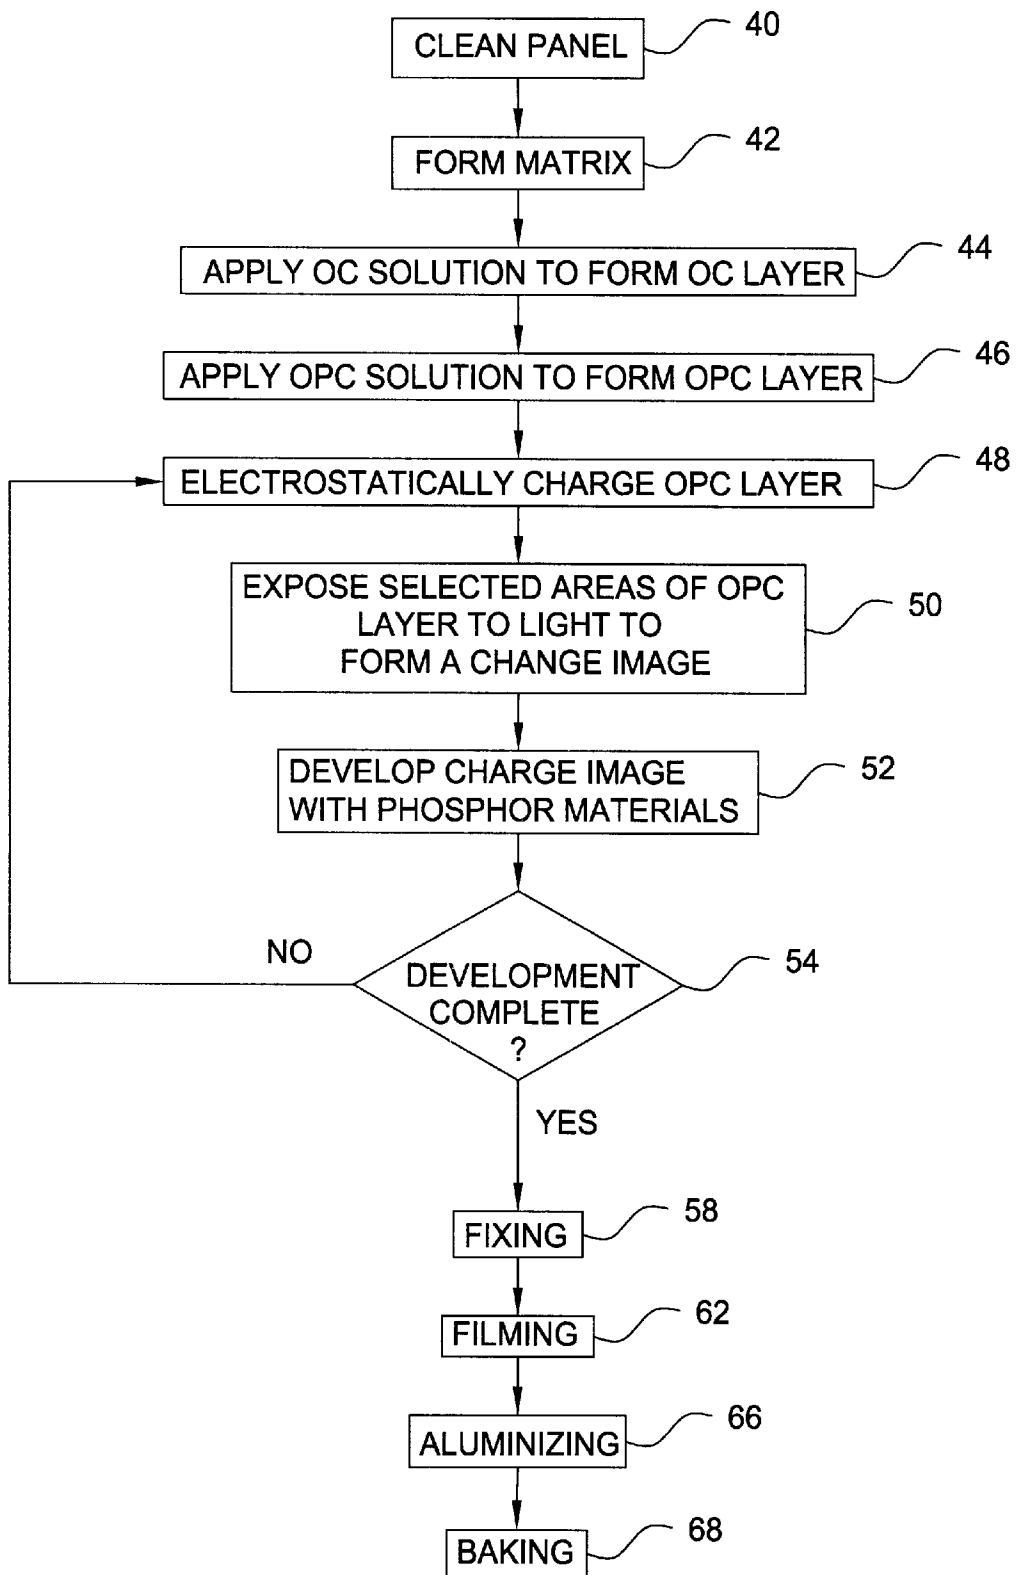 CLEAN PANEL
40
FORM MATRIX
42
APPLY OC SOLUTION TO FORM OC LAYER
44
APPLY OPC SOLUTION TO FORM OPC LAYER
46
ELECTROSTATICALLY CHARGE OPC LAYER
48
EXPOSE SELECTED AREAS OF OPC
LAYER TO LIGHT TO
FORM A CHANGE IMAGE
50
DEVELOP CHARGE IMAGE
WITH PHOSPHOR MATERIALS
52
NO
DEVELOPMENT
COMPLETE
?
54
YES
FIXING
58
FILMING
62
ALUMINIZING
66
BAKING
68